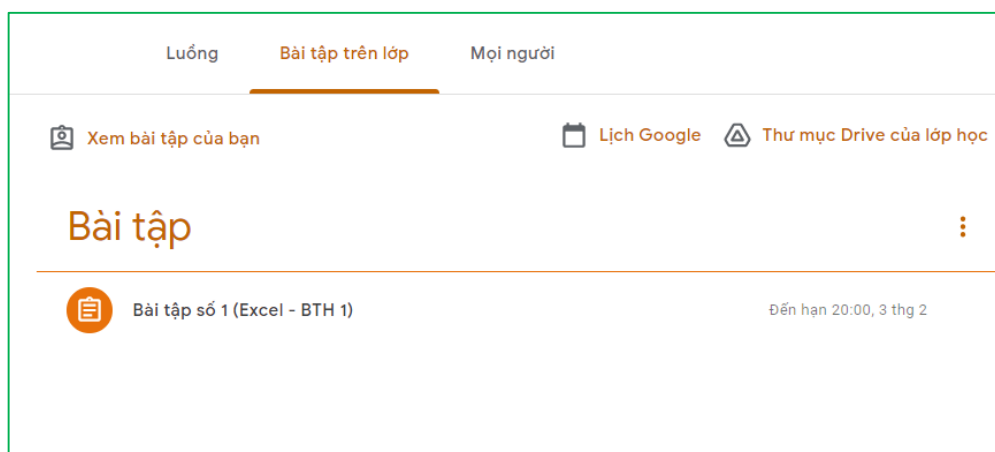 Luồng Bài tập trên lớp Mọi người
Xem bài tập của bạn Lịch Google Thư mục Drive của lớp học
Bài tập
Bài tập số 1 (Excel - BTH 1) Đến hạn 20:00, 3 thg 2